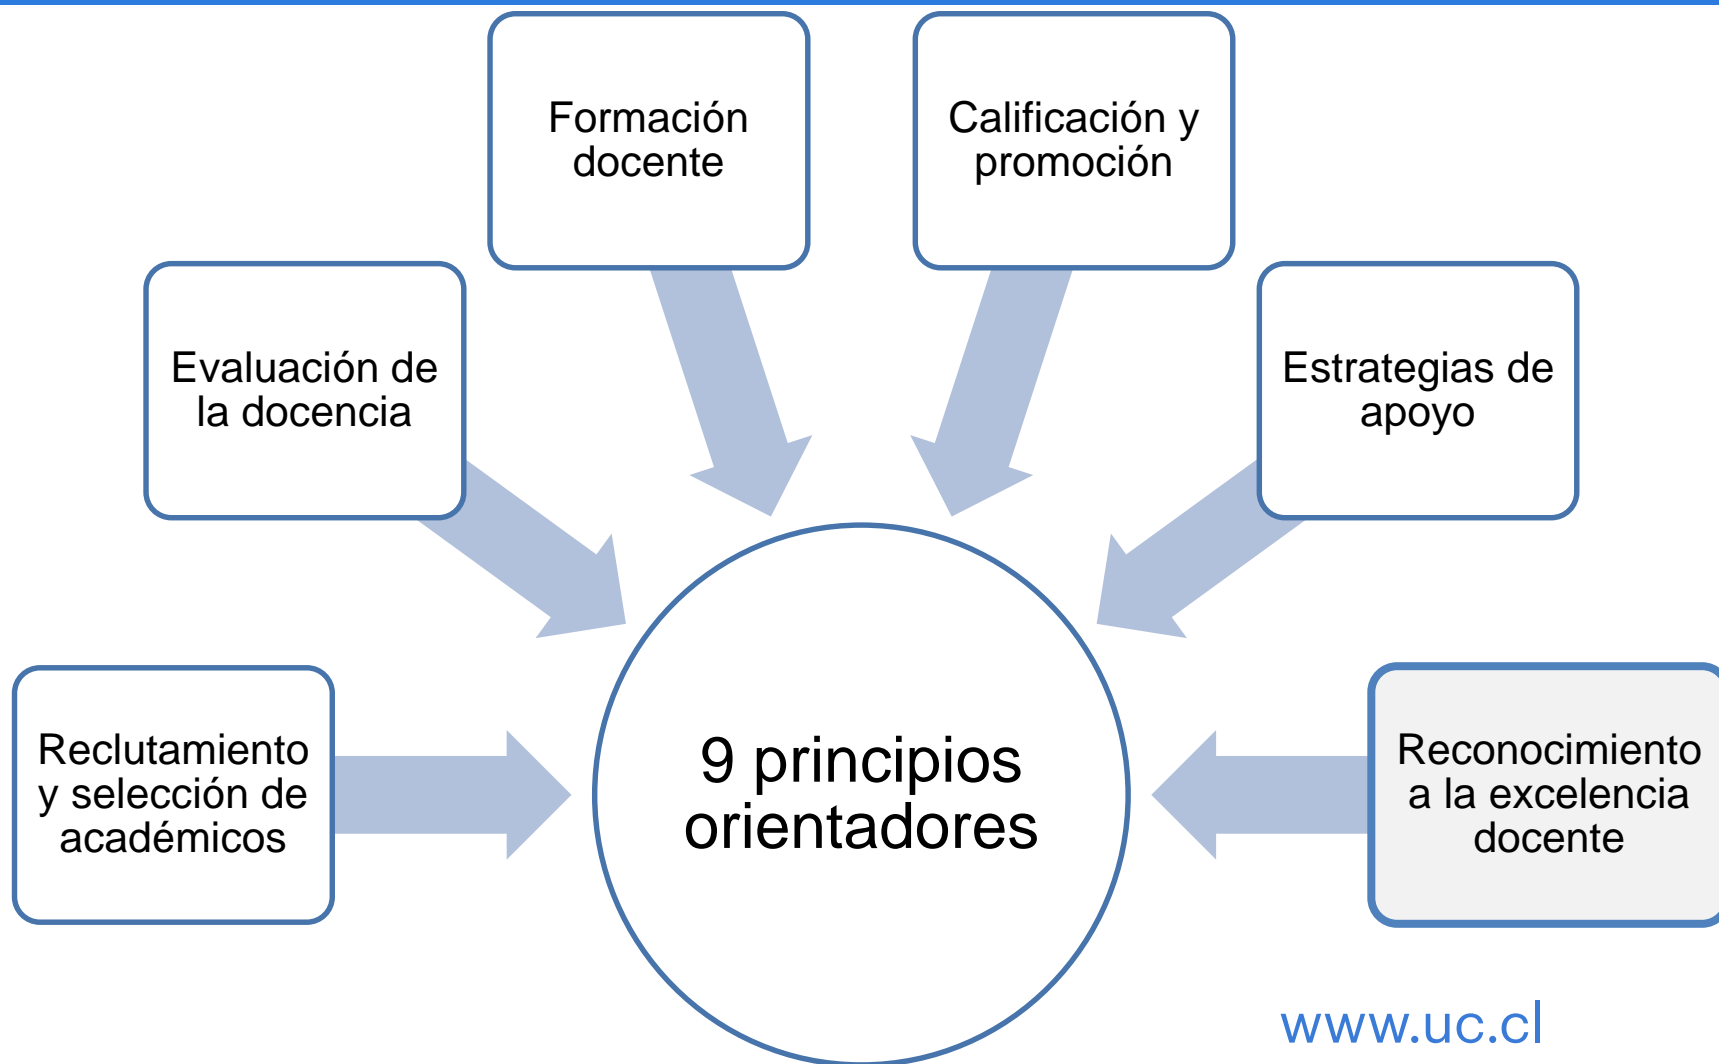 Formación
docente
Calificación y
promoción
Evaluación de
la docencia
Estrategias de
apoyo
Reclutamiento
y selección de
académicos
9 principios
orientadores
Reconocimiento
a la excelencia
docente
www.uc.cl